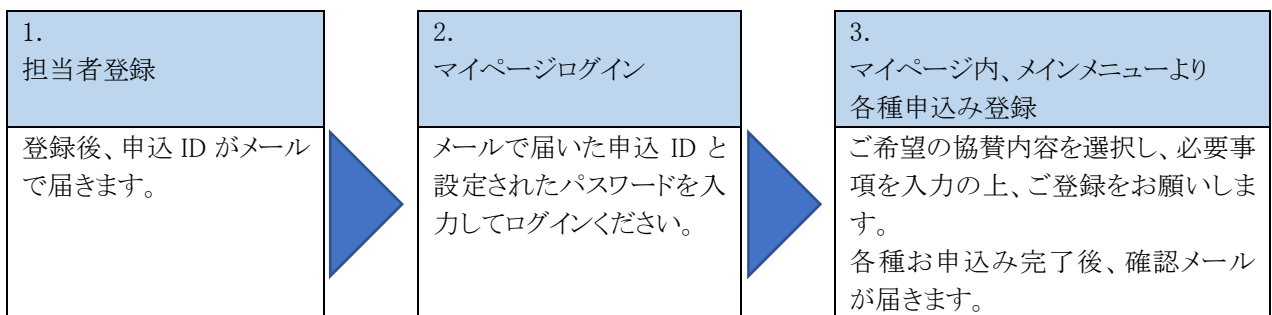 1.
担当者登録
登録後、申込 ID がメール
で届きます。
2.
マイページログイン
メールで届いた申込 ID と
設定されたパスワードを入
力してログインください。
3.
マイページ内、メインメニューより
各種申込み登録
ご希望の協賛内容を選択し、必要事
項を入力の上、ご登録をお願いしま
す。
各種お申込み完了後、確認メール
が届きます。